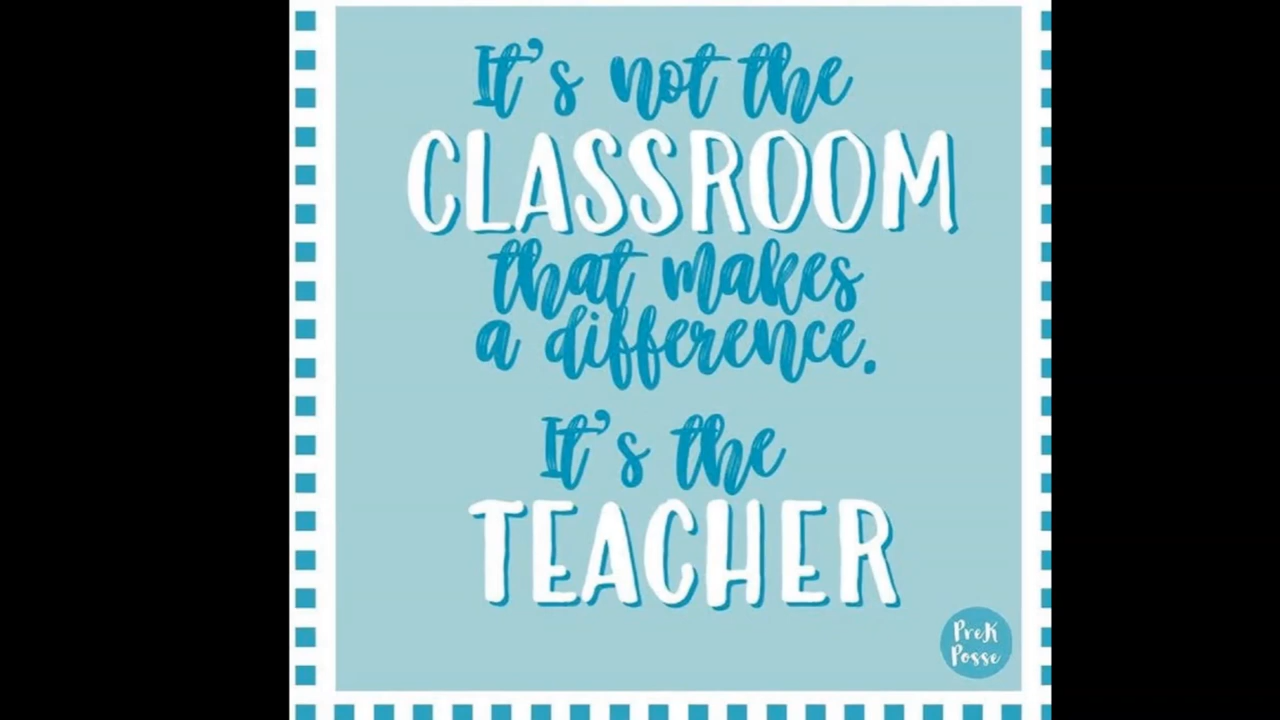 It's not the
CLASSROOM
that makes
a difference.
It's the
TEACHER
PreK
Posse